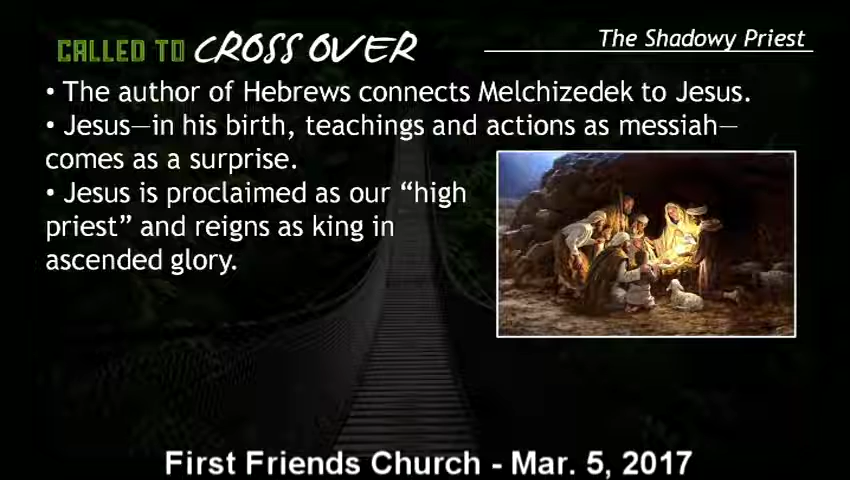 CALLED TO CROSS OVER
The Shadowy Priest
• The author of Hebrews connects Melchizedek to Jesus.
• Jesus—in his birth, teachings and actions as messiah—
comes as a surprise.
• Jesus is proclaimed as our “high
priest” and reigns as king in
ascended glory.
First Friends Church - Mar. 5, 2017